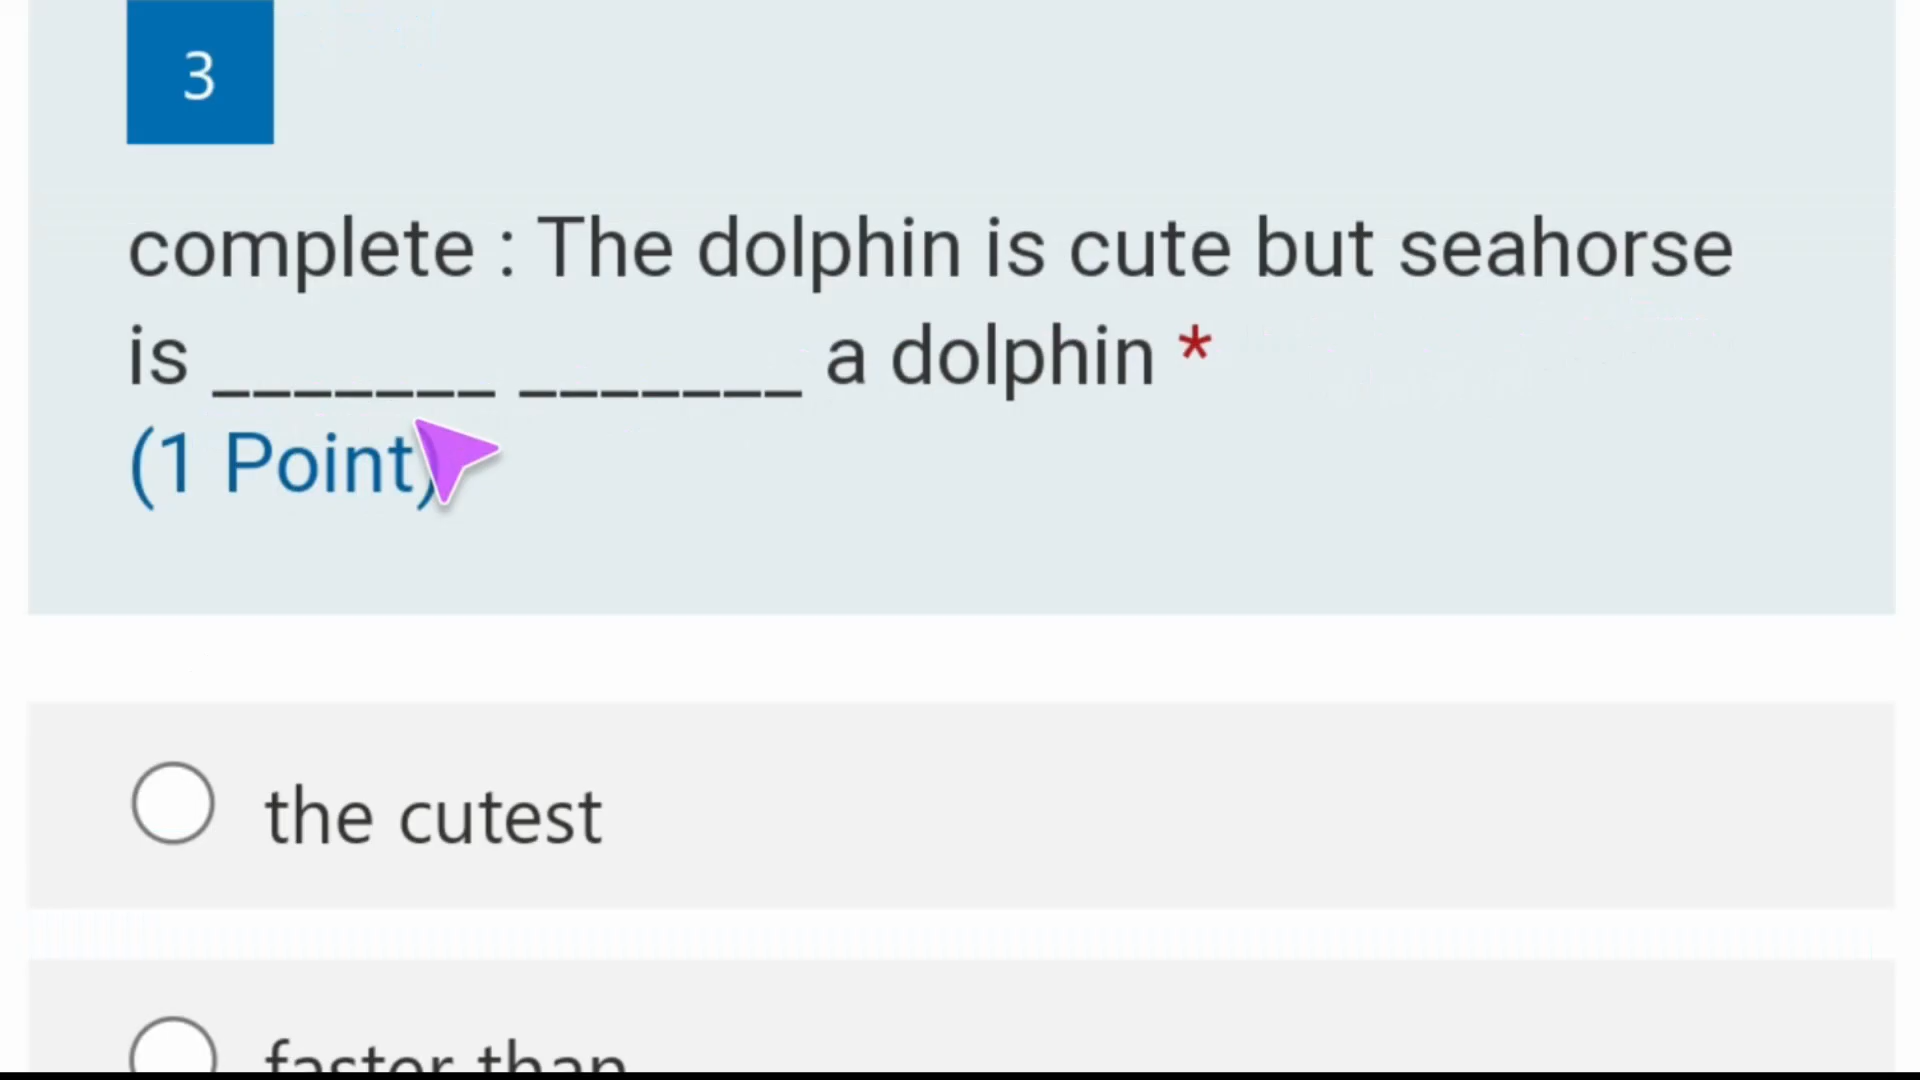 3
complete : The dolphin is cute but seahorse
is _______ _______ a dolphin *
(1 Point)
the cutest
faster than